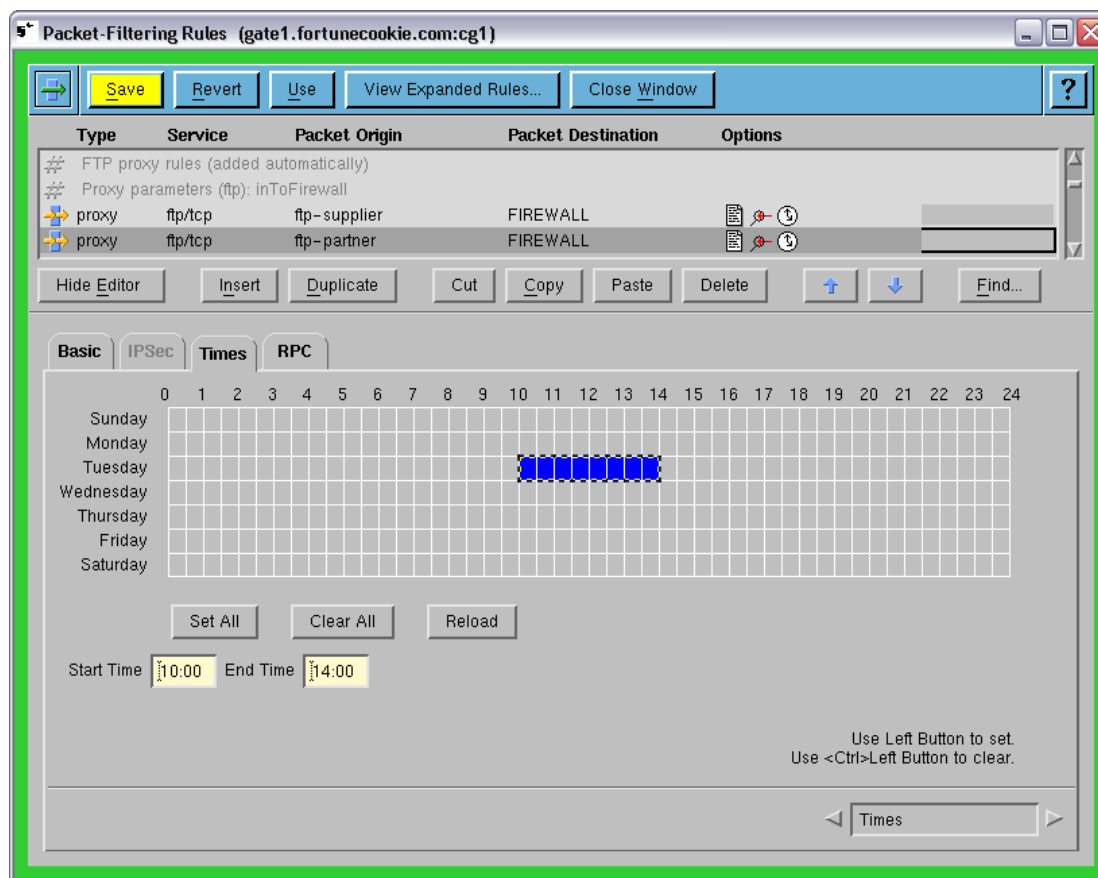 Packet-Filtering Rules (gate1.fortunecookie.com:cg1)
Save Revert Use View Expanded Rules... Close Window ?
Type Service Packet Origin Packet Destination Options
# FTP proxy rules (added automatically)
# Proxy parameters (ftp): inToFirewall
proxy ftp/tcp ftp-supplier FIREWALL
proxy ftp/tcp ftp-partner FIREWALL
Hide Editor Insert Duplicate Cut Copy Paste Delete Find...
Basic IPSec Times RPC
0 1 2 3 4 5 6 7 8 9 10 11 12 13 14 15 16 17 18 19 20 21 22 23 24
Sunday
Monday
Tuesday
Wednesday
Thursday
Friday
Saturday
Set All Clear All Reload
Start Time 10:00 End Time 14:00
Use Left Button to set.
Use <Ctrl>Left Button to clear.
Times